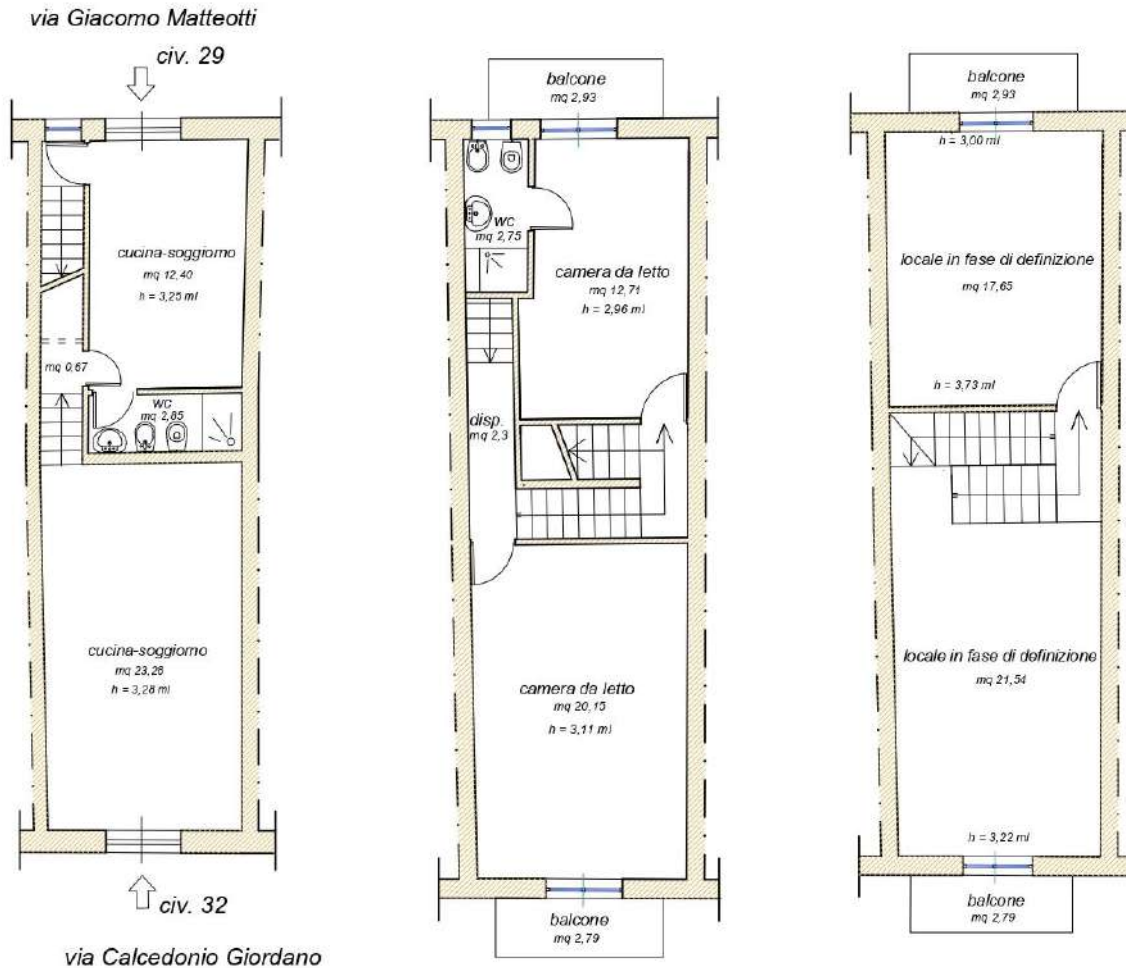 via Giacomo Matteotti
civ. 29
cucina-soggiorno
mq 12,40
h = 3,25 ml
mq 0,67
wc
mq 2,85
cucina-soggiorno
mq 23,26
h = 3,28 ml
civ. 32
via Calcedonio Giordano
balcone
mq 2,93
wc
mq 2,75
camera da letto
mq 12,71
h = 2,96 ml
disp.
mq 2,3
camera da letto
mq 20,15
h = 3,11 ml
balcone
mq 2,79
balcone
mq 2,93
h = 3,00 ml
locale in fase di definizione
mq 17,65
h = 3,73 ml
locale in fase di definizione
mq 21,54
h = 3,22 ml
balcone
mq 2,79